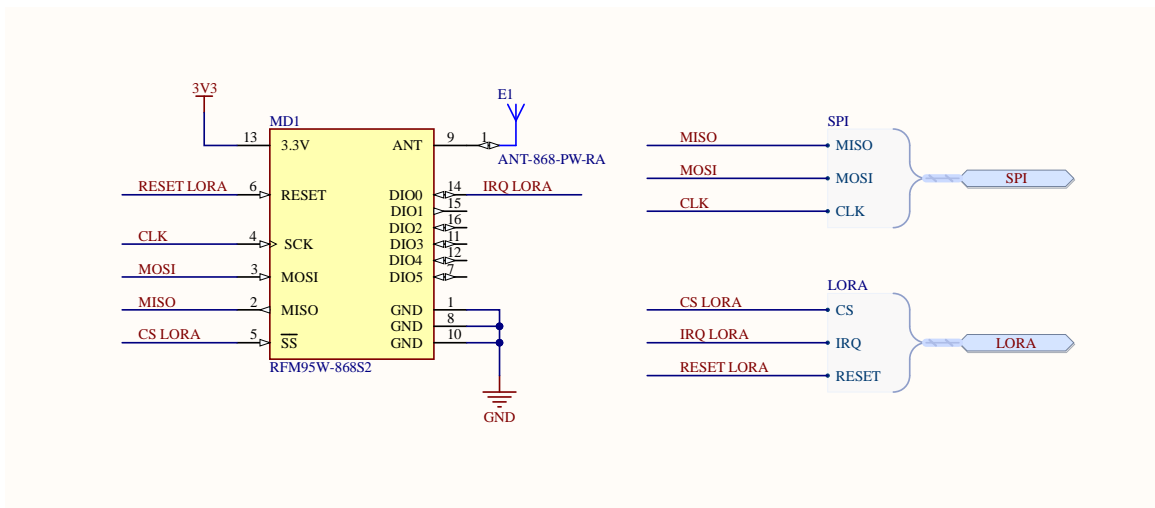 3V3
MD1
13
3.3V
RESET LORA
6
RESET
CLK
4
SCK
MOSI
3
MOSI
MISO
2
MISO
CS LORA
5
SS
RFM95W-868S2
E1
ANT
9
1
ANT-868-PW-RA
DIO0
14
IRQ LORA
DIO1
15
DIO2
16
DIO3
11
DIO4
12
DIO5
7
GND
1
GND
8
GND
10
GND
SPI
MISO
MISO
MOSI
MOSI
CLK
CLK
SPI
LORA
CS LORA
CS
IRQ LORA
IRQ
RESET LORA
RESET
LORA